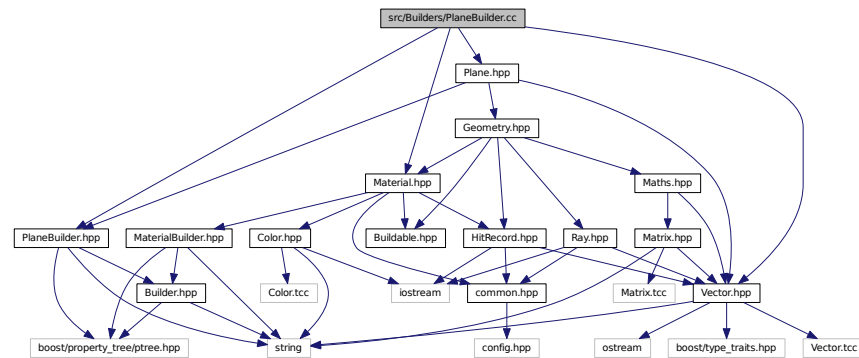 src/Builders/PlaneBuilder.cc
Plane.hpp
Geometry.hpp
Material.hpp
Maths.hpp
PlaneBuilder.hpp
MaterialBuilder.hpp
Color.hpp
Buildable.hpp
HitRecord.hpp
Ray.hpp
Matrix.hpp
Builder.hpp
Color.tcc
iostream
common.hpp
Matrix.tcc
Vector.hpp
boost/property_tree/ptree.hpp
string
config.hpp
ostream
boost/type_traits.hpp
Vector.tcc